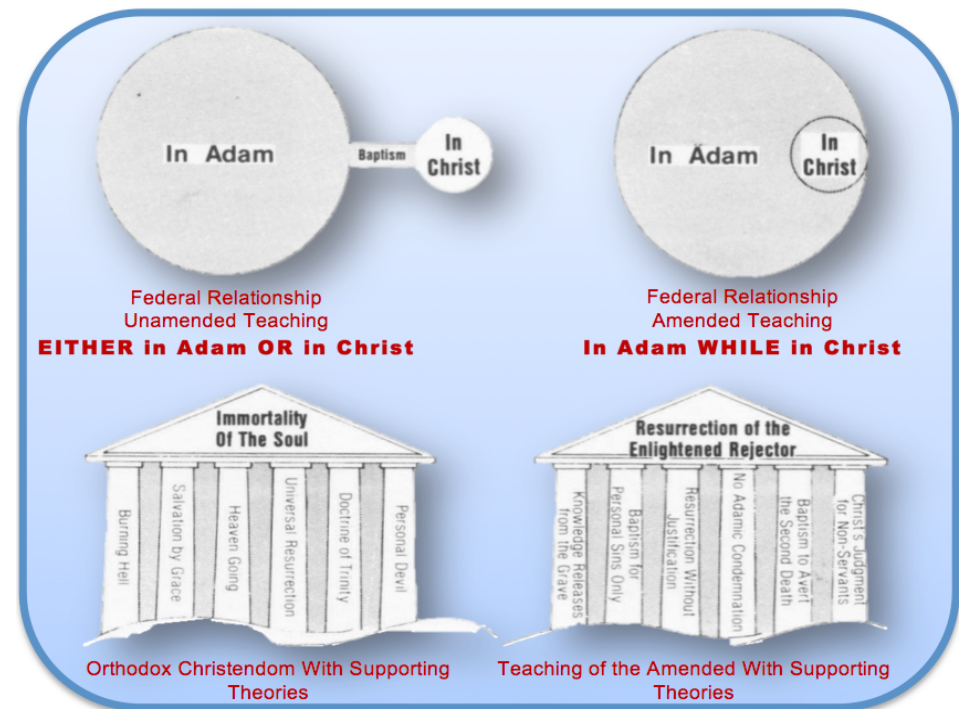 In Adam
Baptism
In
Christ
Federal Relationship
Unamended Teaching
EITHER in Adam OR in Christ
In Adam
In
Christ
Federal Relationship
Amended Teaching
In Adam WHILE in Christ
Immortality
Of The Soul
Burning Hell
Salvation by Grace
Heaven Going
Universal Resurrection
Doctrine of Trinity
Personal Devil
Orthodox Christendom With Supporting
Theories
Resurrection of the
Enlightened Rejector
Knowledge Releases
from the Grave
Baptism for
Personal Sins Only
Resurrection Without
Justification
No Adamic Condemnation
Baptism to Avert
the Second Death
Christ's Judgment
for Non-Servants
Teaching of the Amended With Supporting
Theories